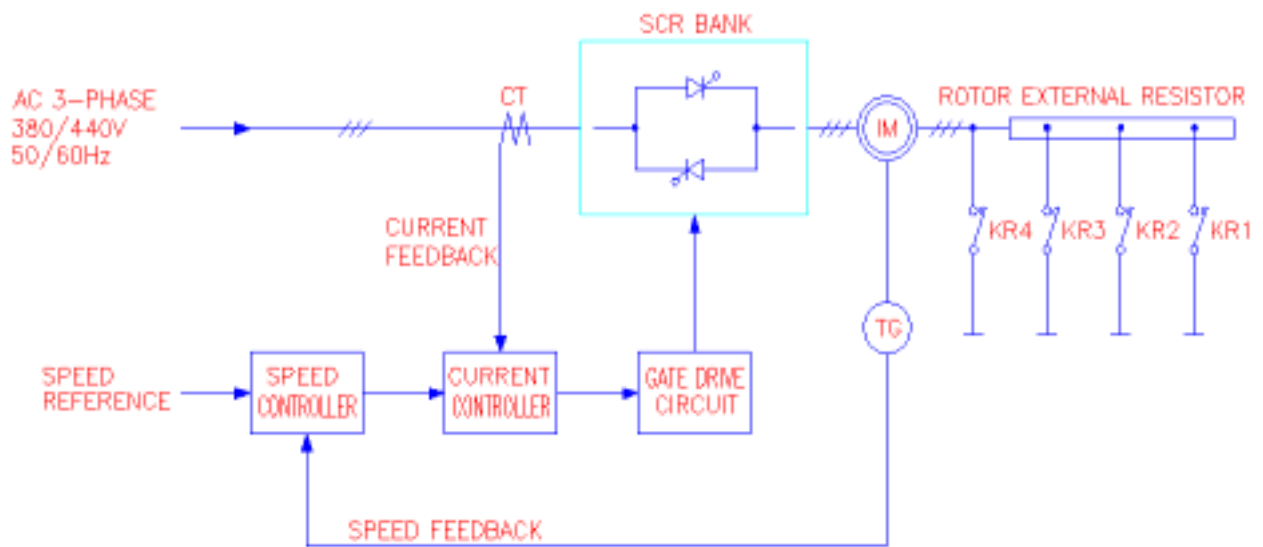 SCR BANK
AC 3-PHASE
380/440V
50/60Hz
CT
IM
ROTOR EXTERNAL RESISTOR
CURRENT
FEEDBACK
KR4
KR3
KR2
KR1
TG
SPEED
REFERENCE
SPEED
CONTROLLER
CURRENT
CONTROLLER
GATE DRIVE
CIRCUIT
SPEED FEEDBACK